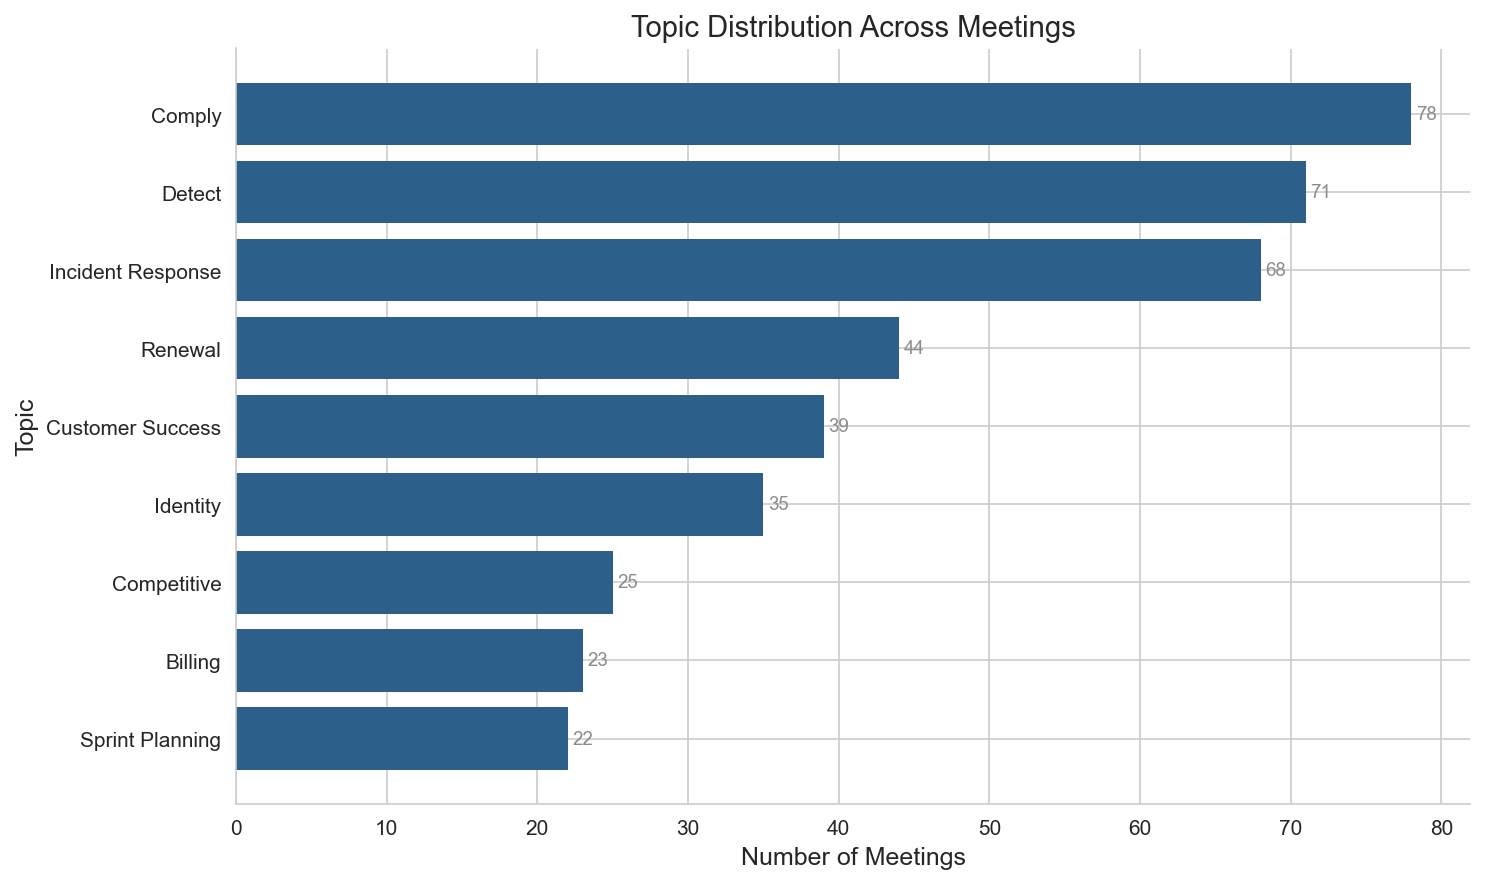 Topic Distribution Across Meetings
Topic
Comply 78
Detect 71
Incident Response 68
Renewal 44
Customer Success 39
Identity 35
Competitive 25
Billing 23
Sprint Planning 22
0 10 20 30 40 50 60 70 80
Number of Meetings